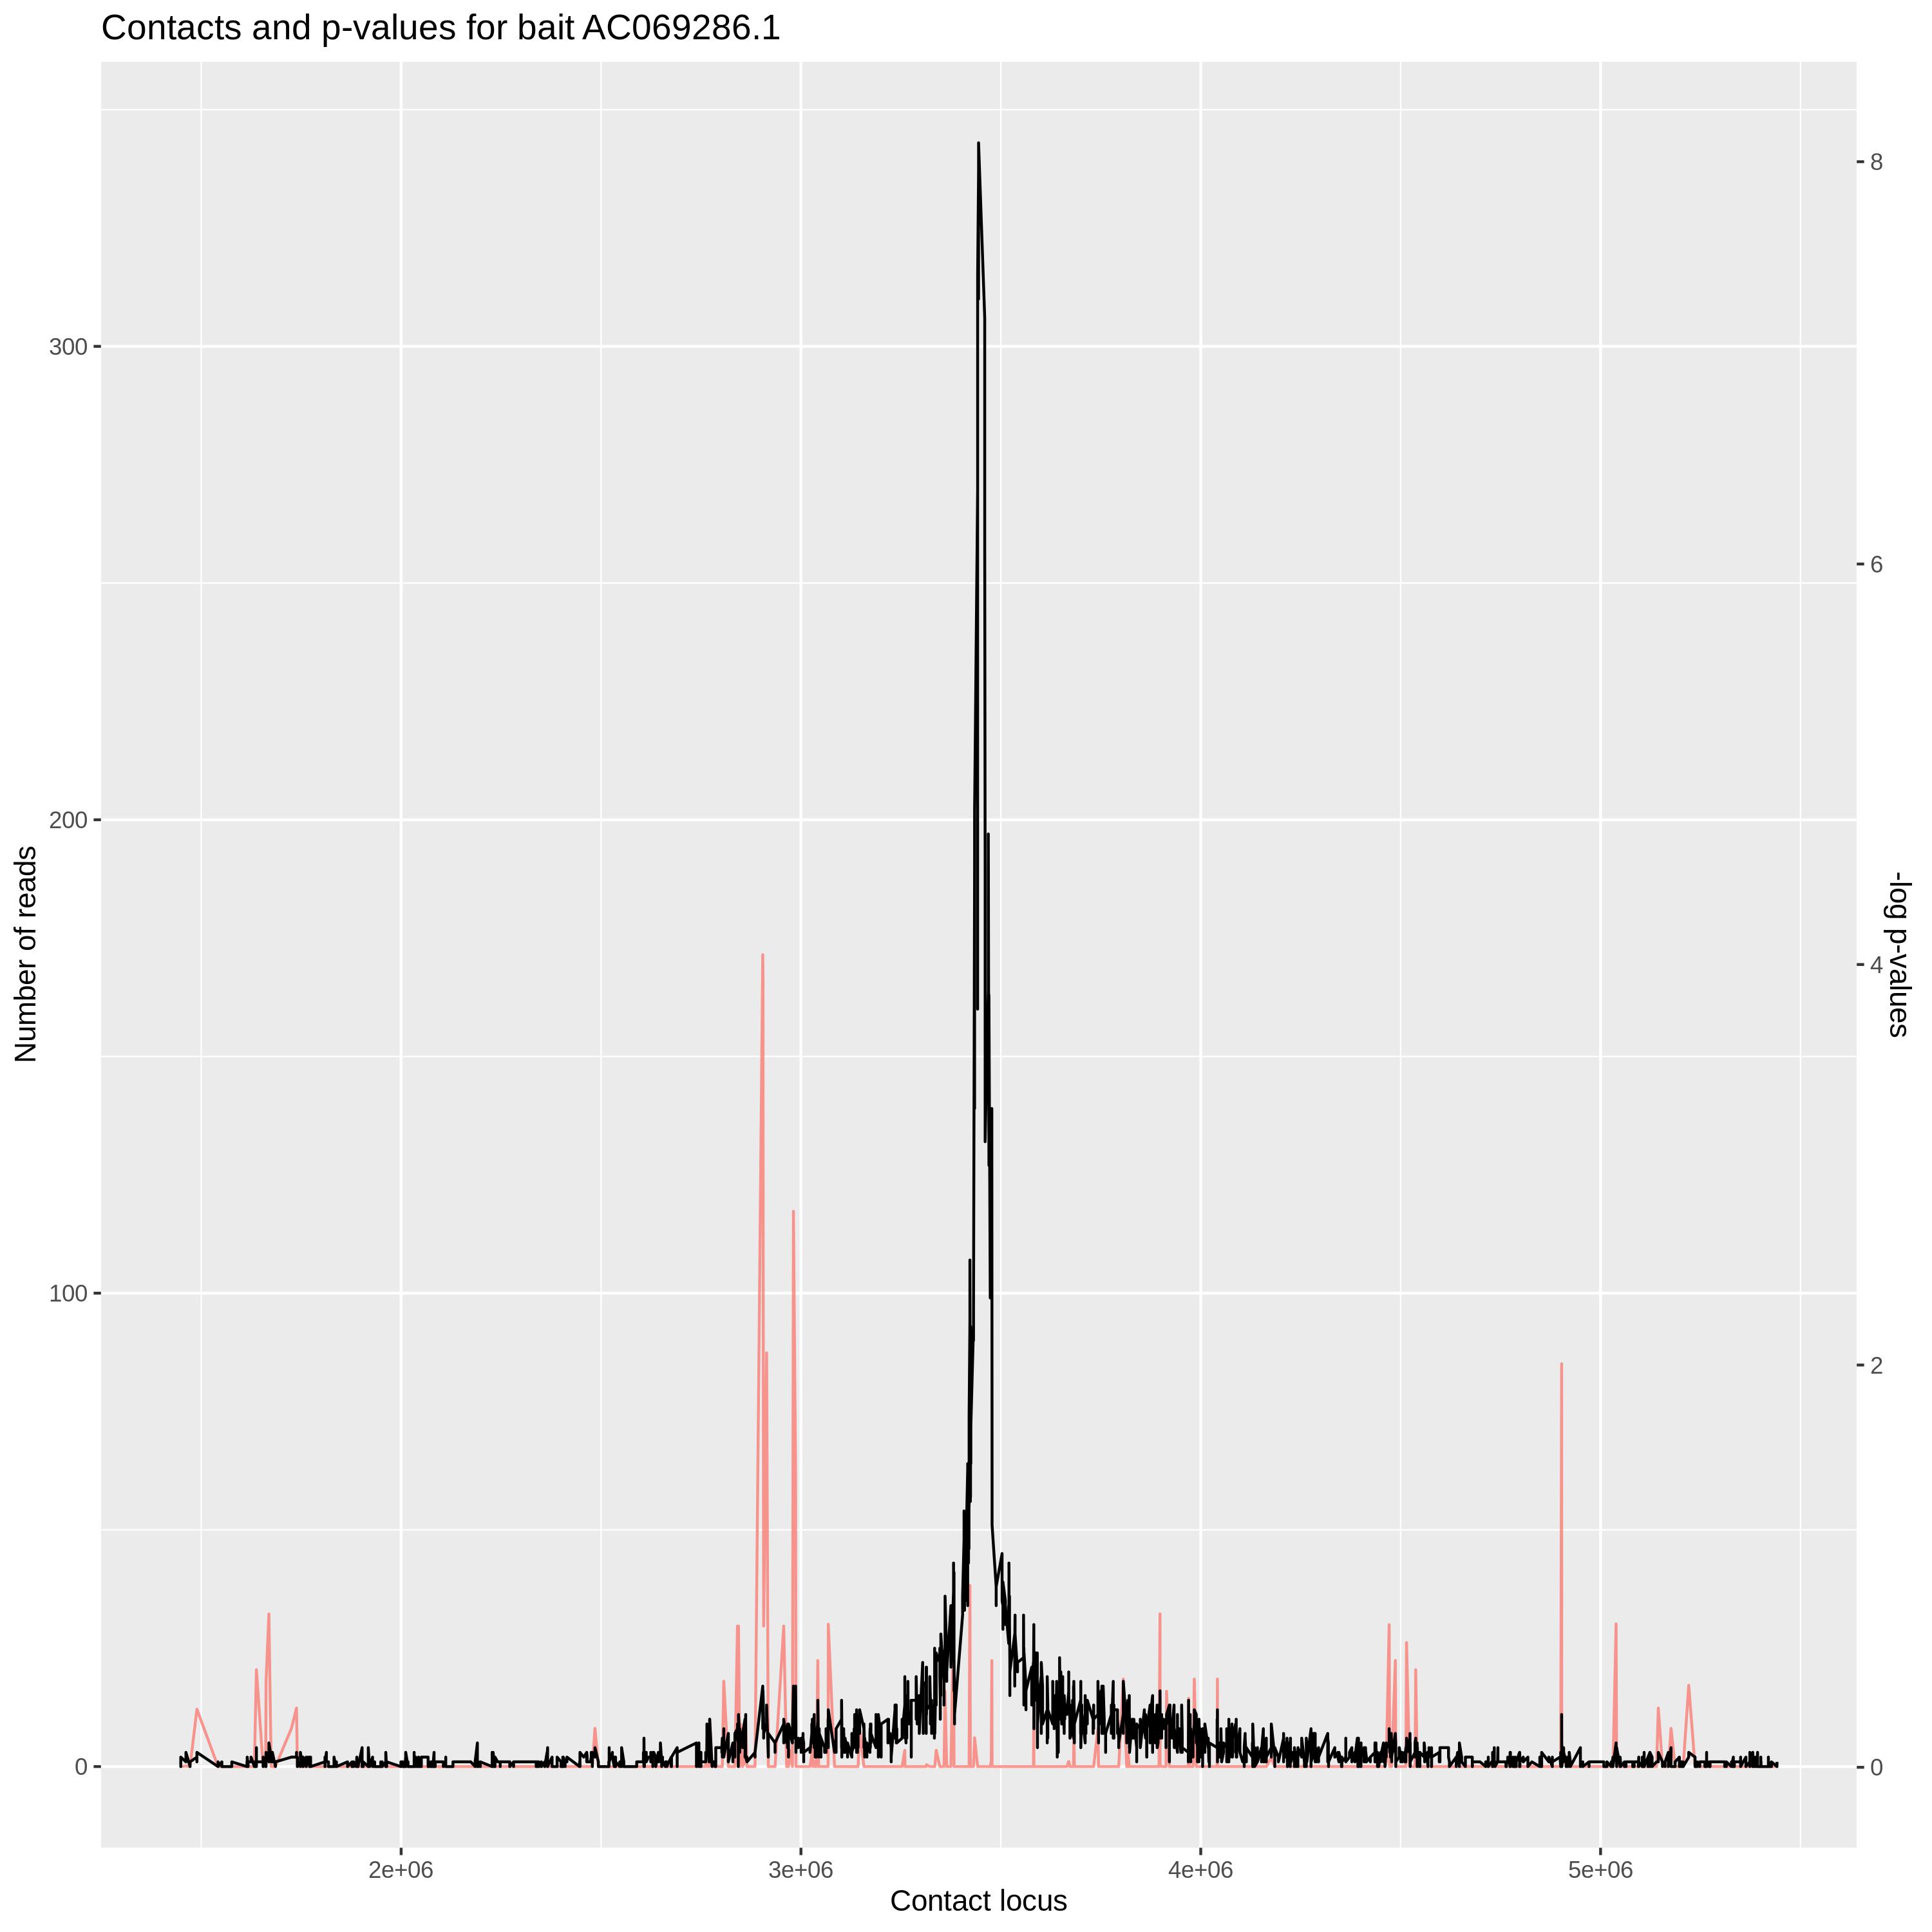 Contacts and p-values for bait AC069286.1
300
200
100
0
8
6
4
2
0
Number of reads
-log p-values
2e+06
3e+06
4e+06
5e+06
Contact locus